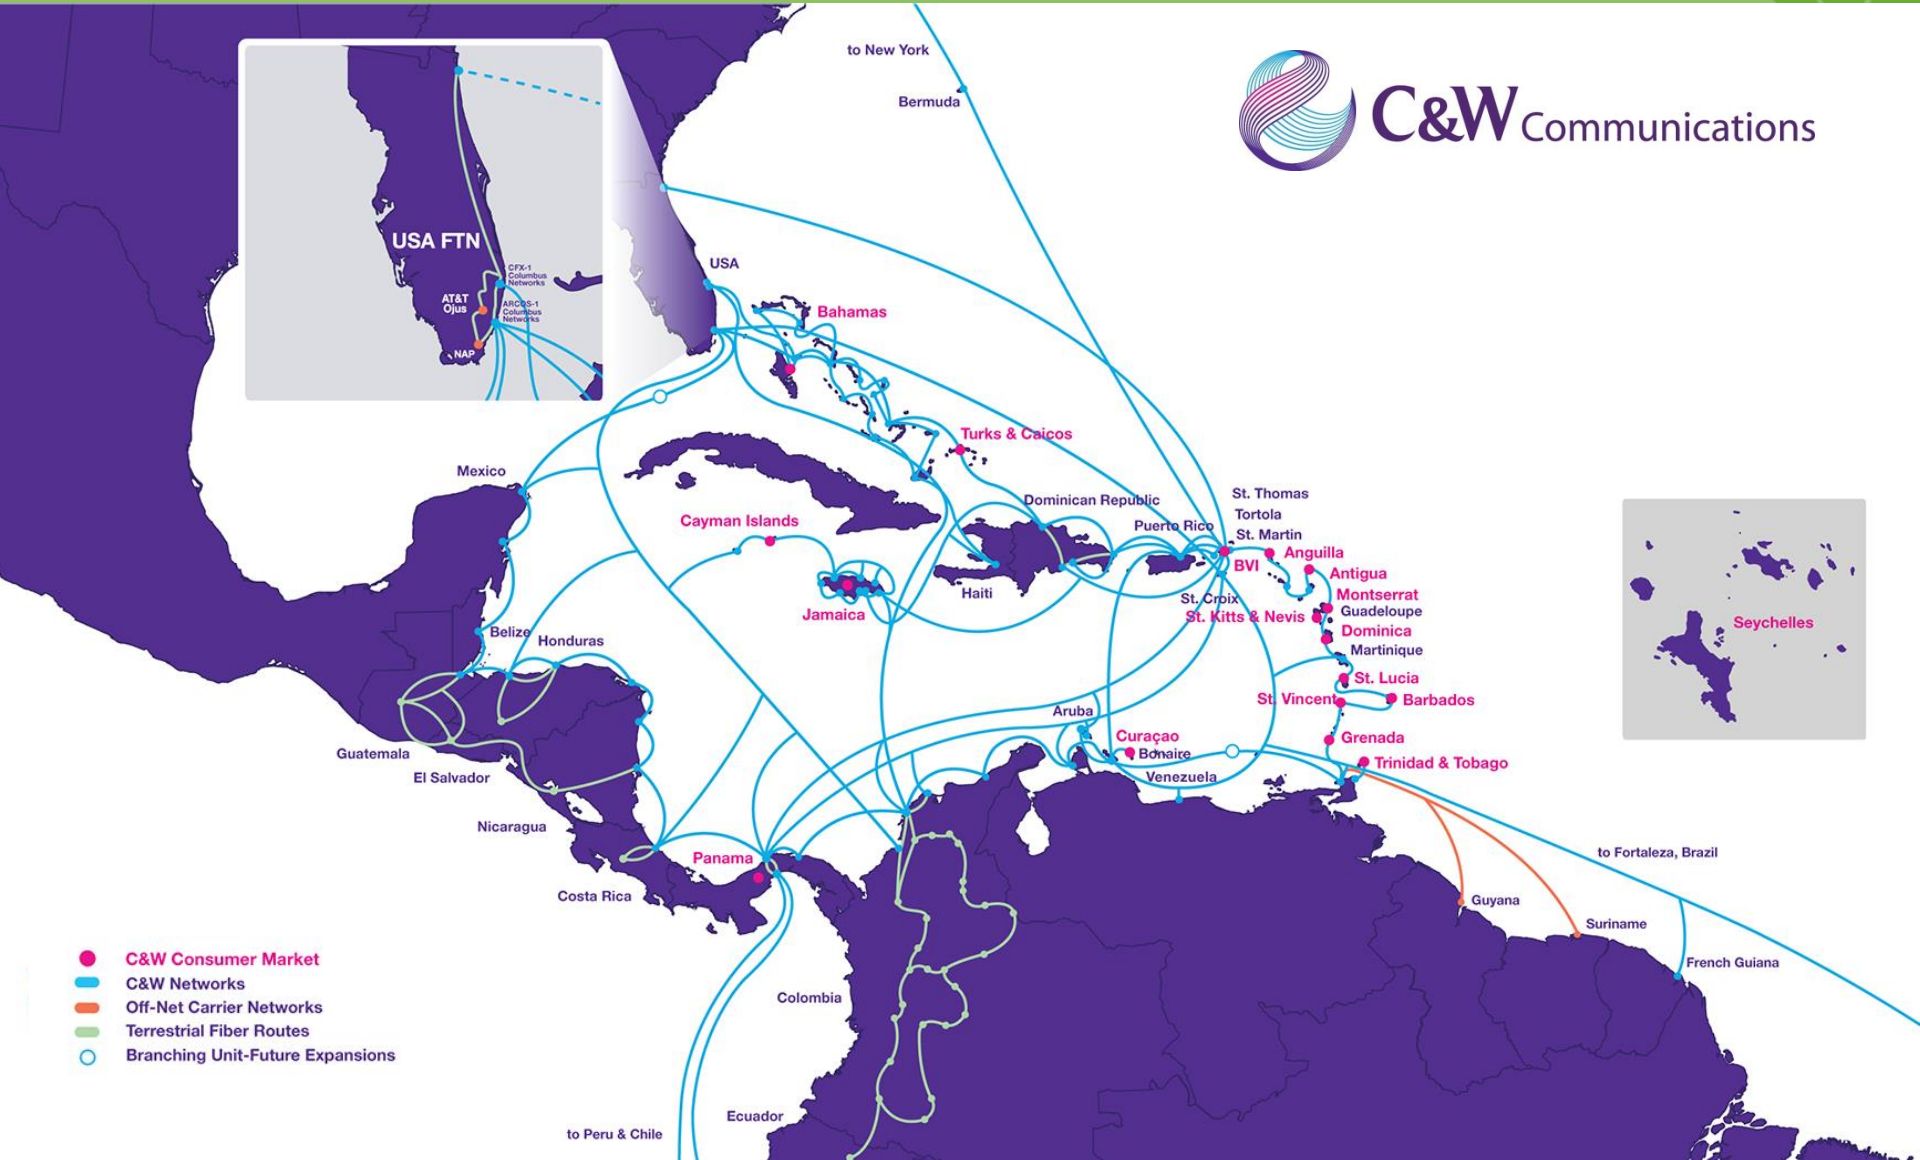 to New York
Bermuda
C&W Communications
USA FTN
CFX-1
Columbus
Networks
AT&T
Ojus
ARCOS-1
Columbus
Networks
NAP
USA
Bahamas
Turks & Caicos
Mexico
Cayman Islands
Dominican Republic
Puerto Rico
St. Thomas
Tortola
St. Martin
Anguilla
BVI
Antigua
Montserrat
Guadeloupe
St. Croix
St. Kitts & Nevis
Dominica
Martinique
St. Lucia
St. Vincent
Barbados
Grenada
Trinidad & Tobago
Haiti
Jamaica
Belize
Honduras
Guatemala
El Salvador
Nicaragua
Costa Rica
Panama
Aruba
Curaçao
Bonaire
Venezuela
Seychelles
to Fortaleza, Brazil
Guyana
Suriname
French Guiana
Colombia
Ecuador
to Peru & Chile
C&W Consumer Market
C&W Networks
Off-Net Carrier Networks
Terrestrial Fiber Routes
Branching Unit-Future Expansions